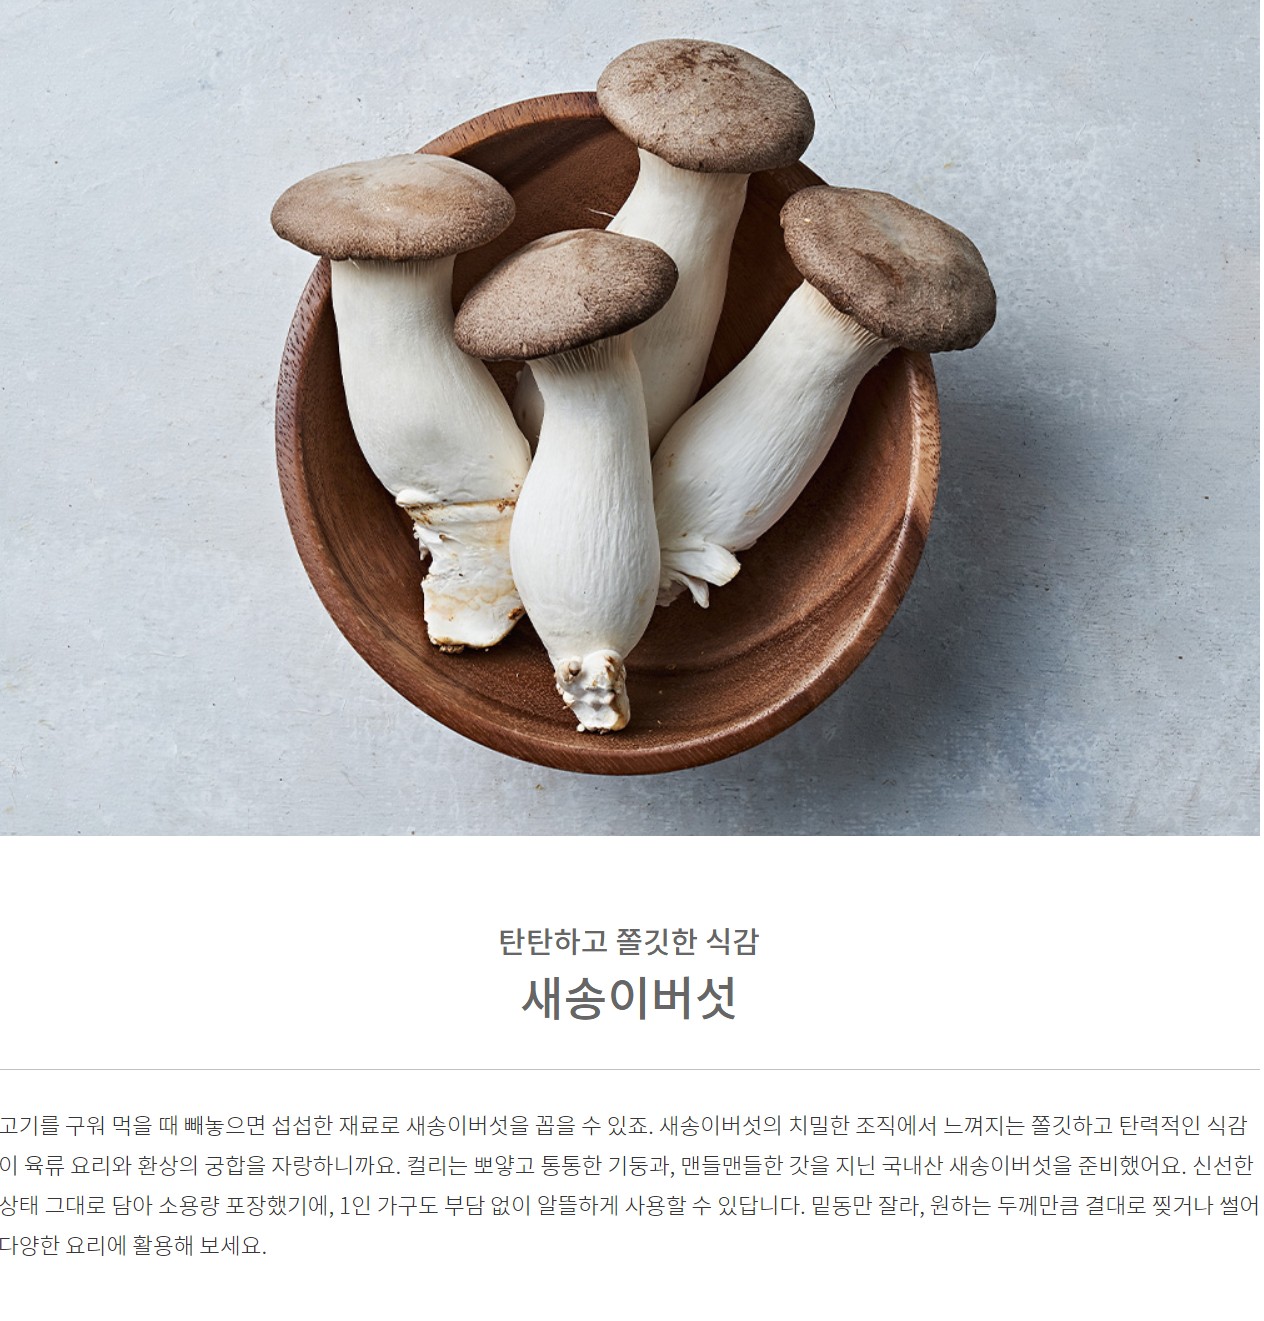 탄탄하고 쫄깃한 식감
새송이버섯
고기를 구워 먹을 때 빼놓으면 섭섭한 재료로 새송이버섯을 꼽을 수 있죠. 새송이버섯의 치밀한 조직에서 느껴지는 쫄깃하고 탄력적인 식감
이 육류 요리와 환상의 궁합을 자랑하니까요. 컬리는 뽀얗고 통통한 기둥과, 맨들맨들한 갓을 지닌 국내산 새송이버섯을 준비했어요. 신선한
상태 그대로 담아 소용량 포장했기에, 1인 가구도 부담 없이 알뜰하게 사용할 수 있답니다. 밑동만 잘라, 원하는 두께만큼 결대로 찢거나 썰어
다양한 요리에 활용해 보세요.